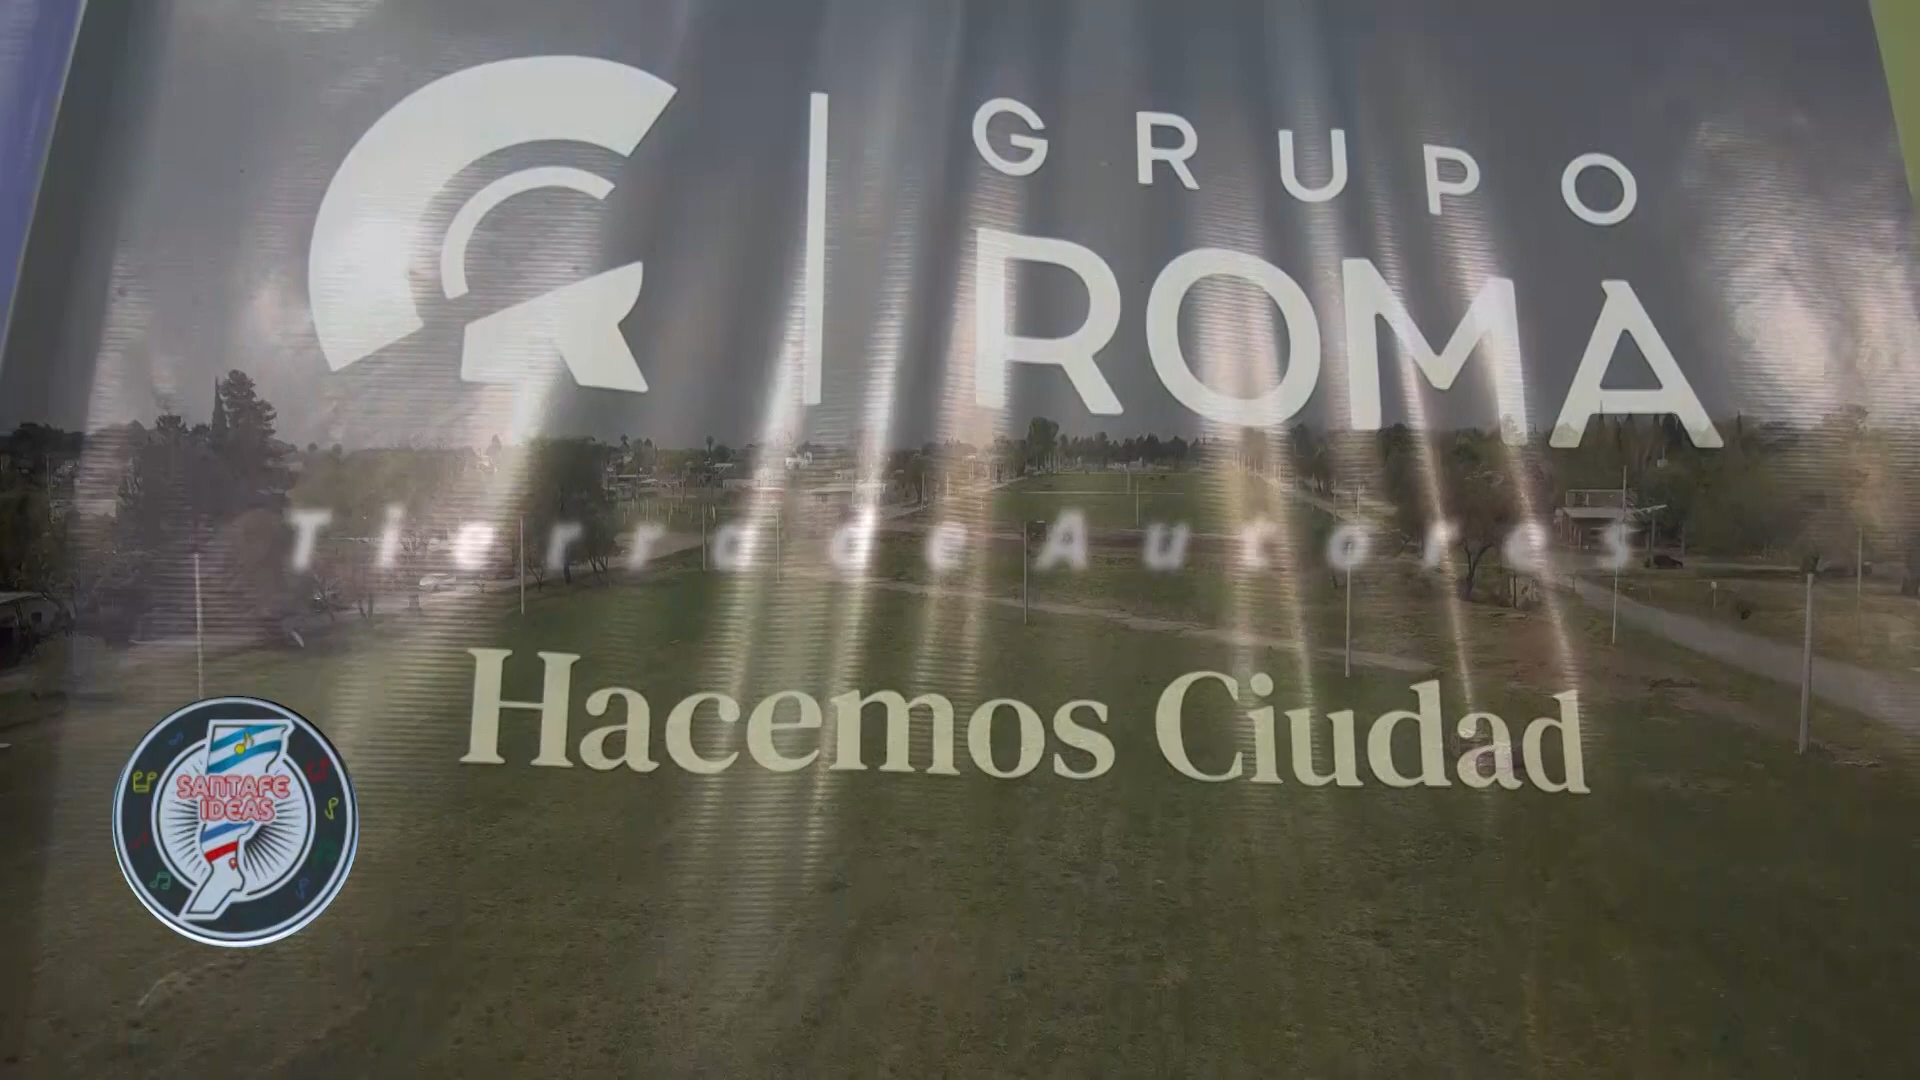 GRUPO
ROMA
Tierra de Autores
Hacemos Ciudad
SANTAFE
IDEAS